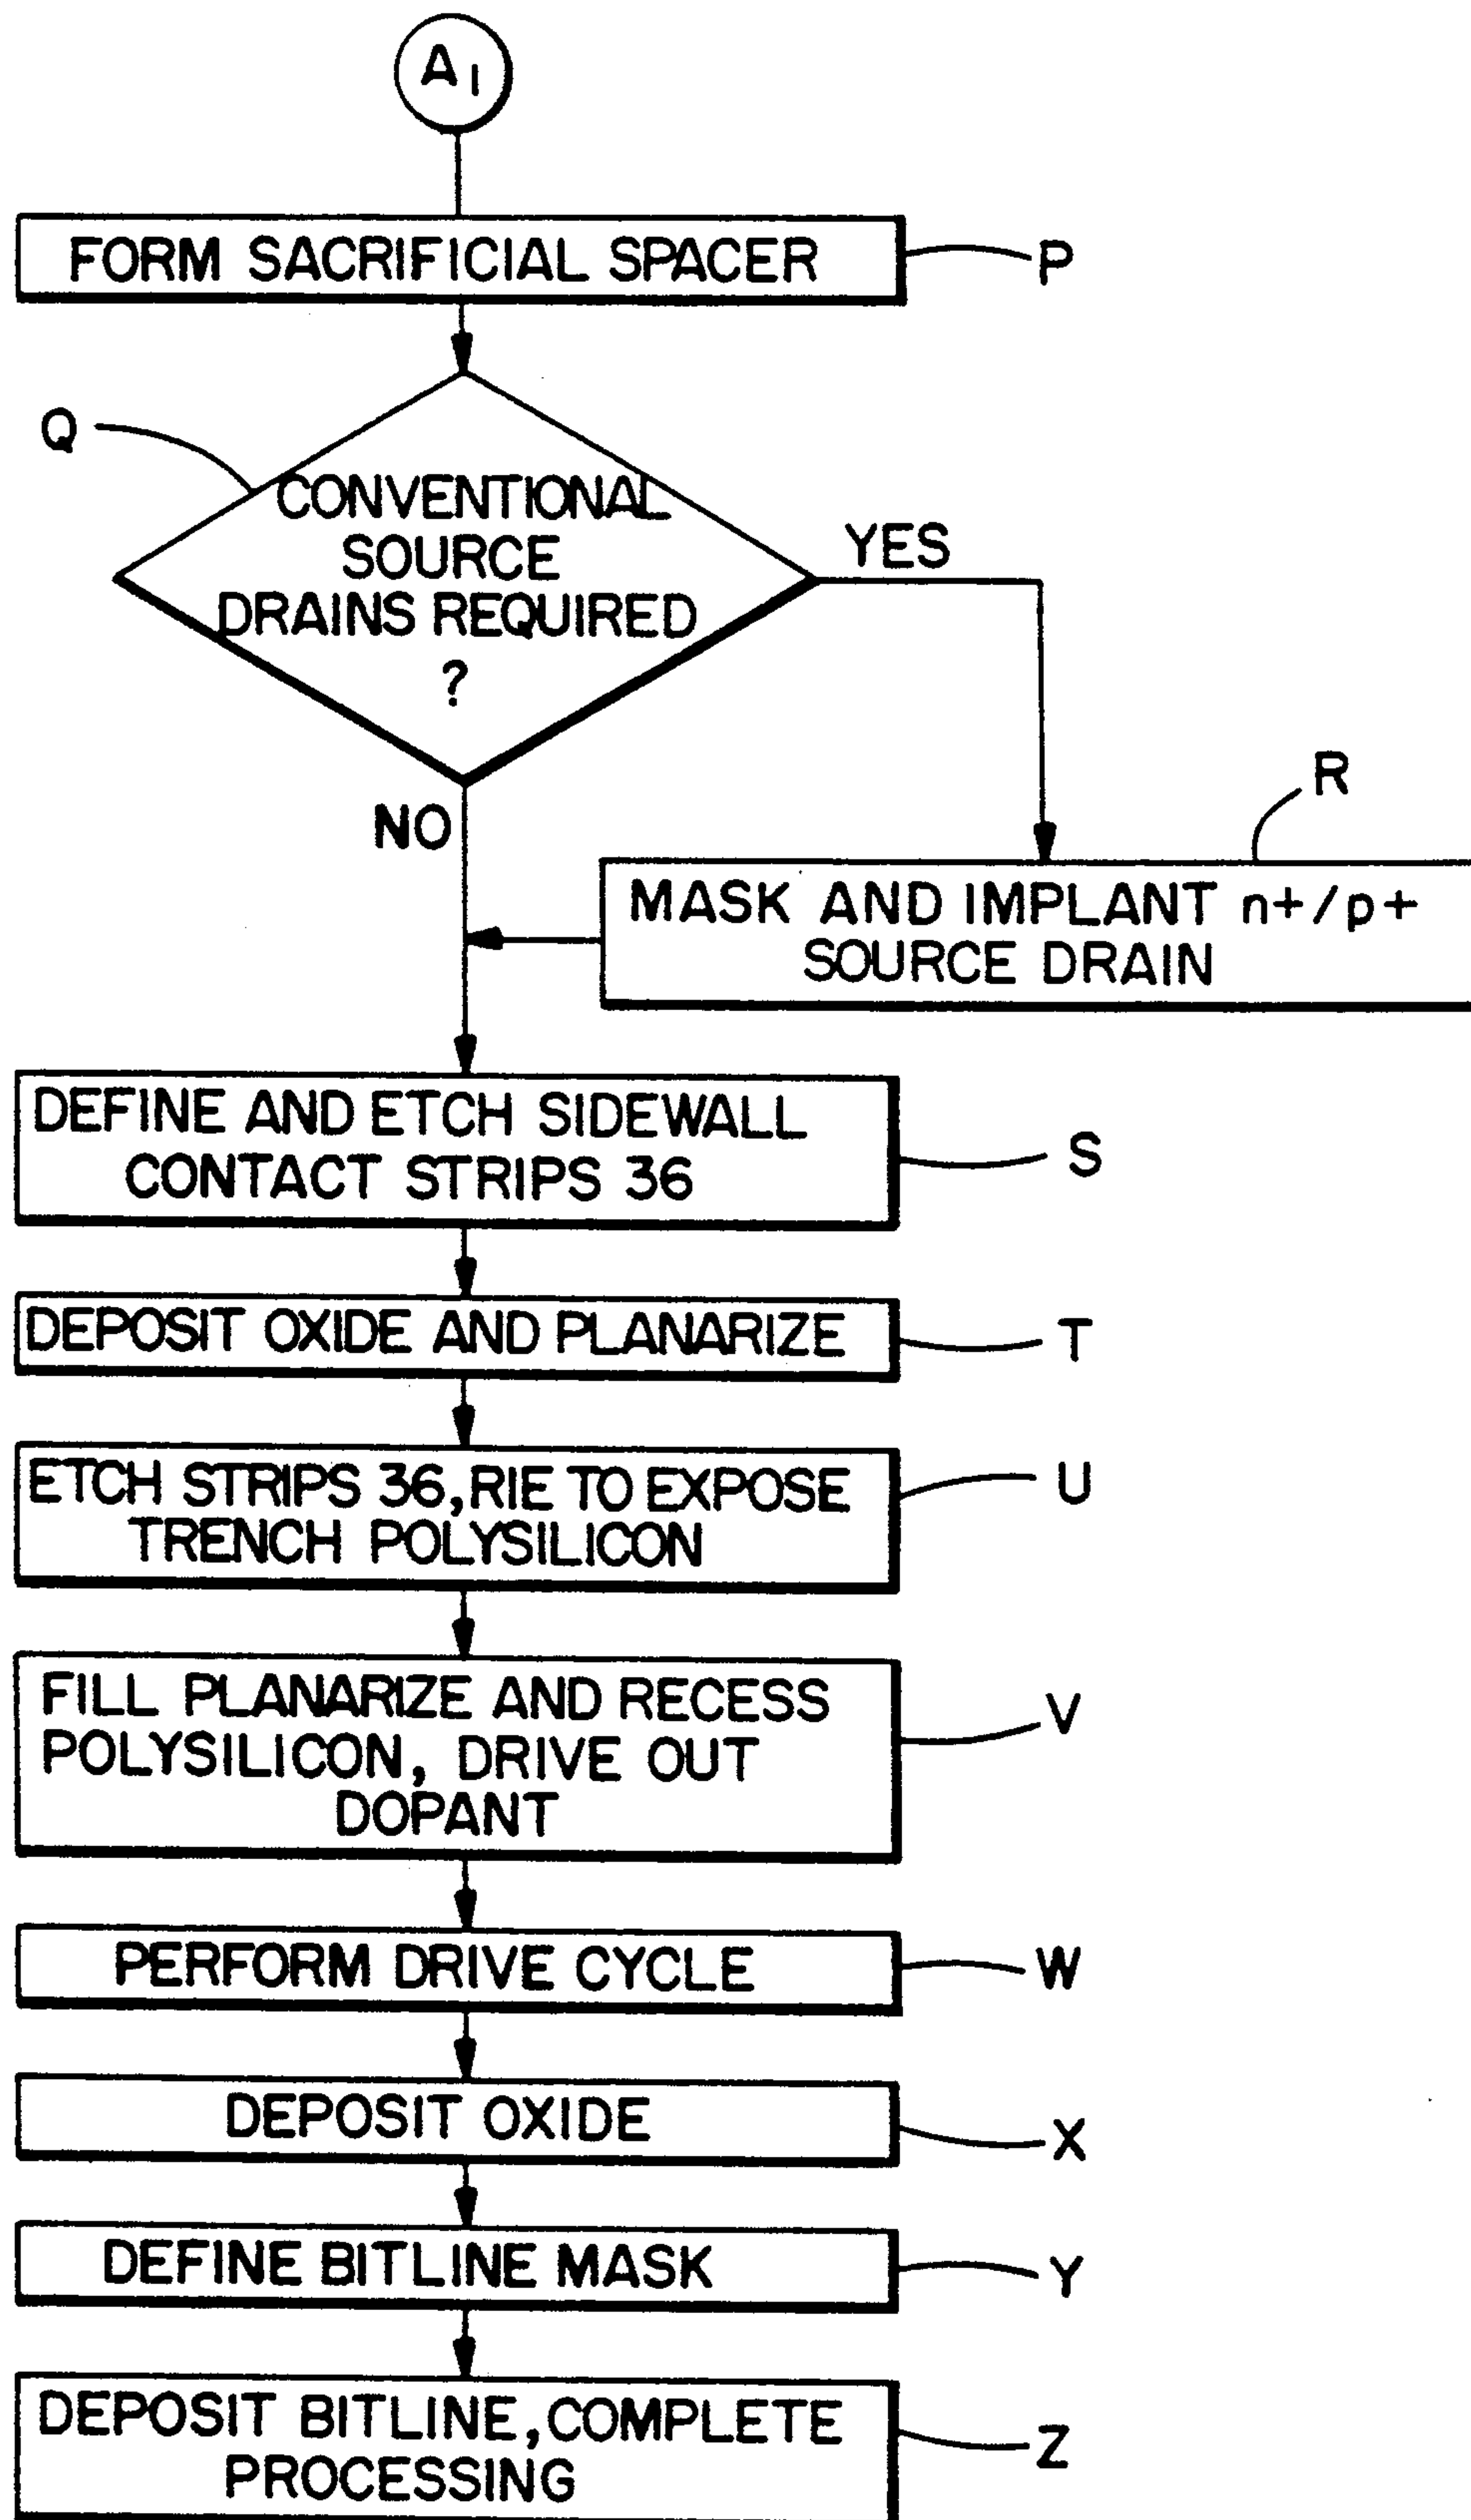 A1
FORM SACRIFICIAL SPACER
P
Q
CONVENTIONAL
SOURCE
DRAINS REQUIRED
?
YES
NO
R
MASK AND IMPLANT n+/p+
SOURCE DRAIN
DEFINE AND ETCH SIDEWALL
CONTACT STRIPS 36
S
DEPOSIT OXIDE AND PLANARIZE
T
ETCH STRIPS 36, RIE TO EXPOSE
TRENCH POLYSILICON
U
FILL PLANARIZE AND RECESS
POLYSILICON, DRIVE OUT
DOPANT
V
PERFORM DRIVE CYCLE
W
DEPOSIT OXIDE
X
DEFINE BITLINE MASK
Y
DEPOSIT BITLINE, COMPLETE
PROCESSING
Z